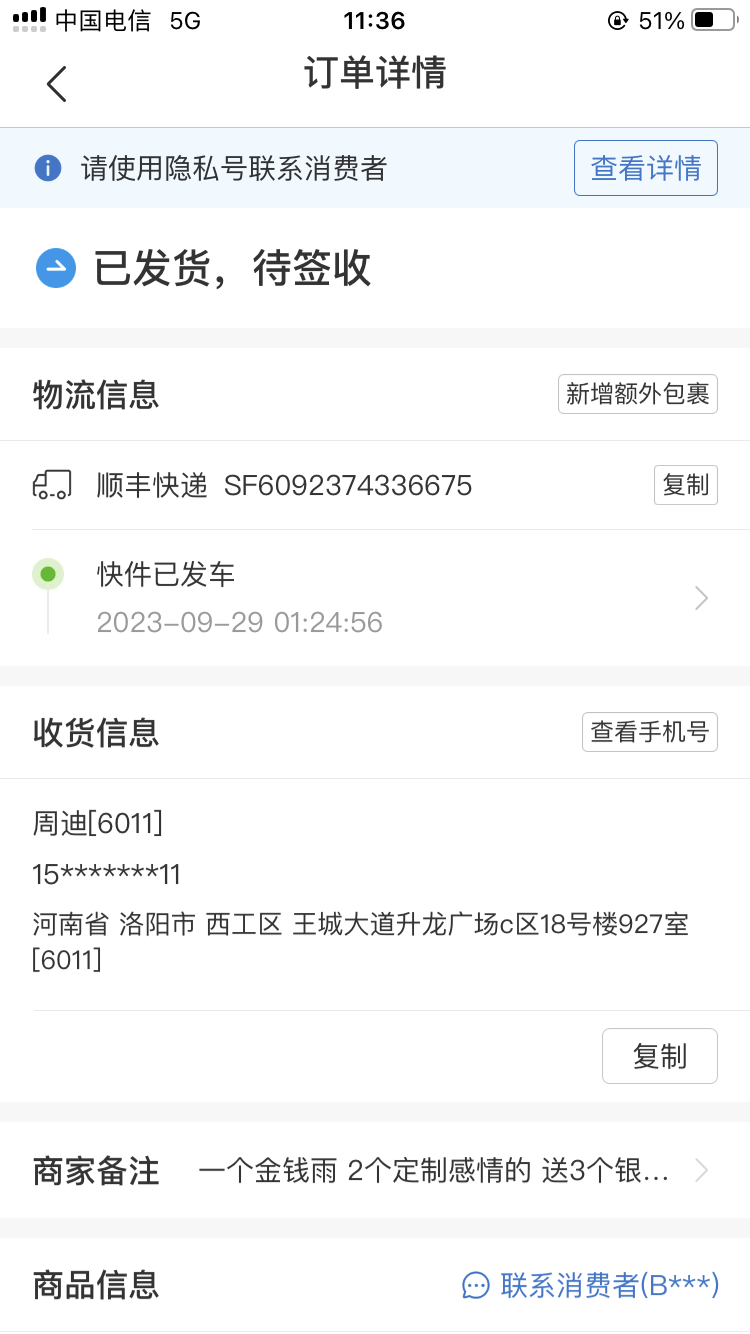 中国电信 5G 11:36 51%
订单详情
请使用隐私号联系消费者 查看详情
已发货，待签收
物流信息 新增额外包裹
顺丰快递 SF6092374336675 复制
快件已发车
2023-09-29 01:24:56
收货信息 查看手机号
周迪[6011]
15*******11
河南省 洛阳市 西工区 王城大道升龙广场c区18号楼927室
[6011]
复制
商家备注 一个金钱雨 2个定制感情的 送3个银...
商品信息 联系消费者(B***)